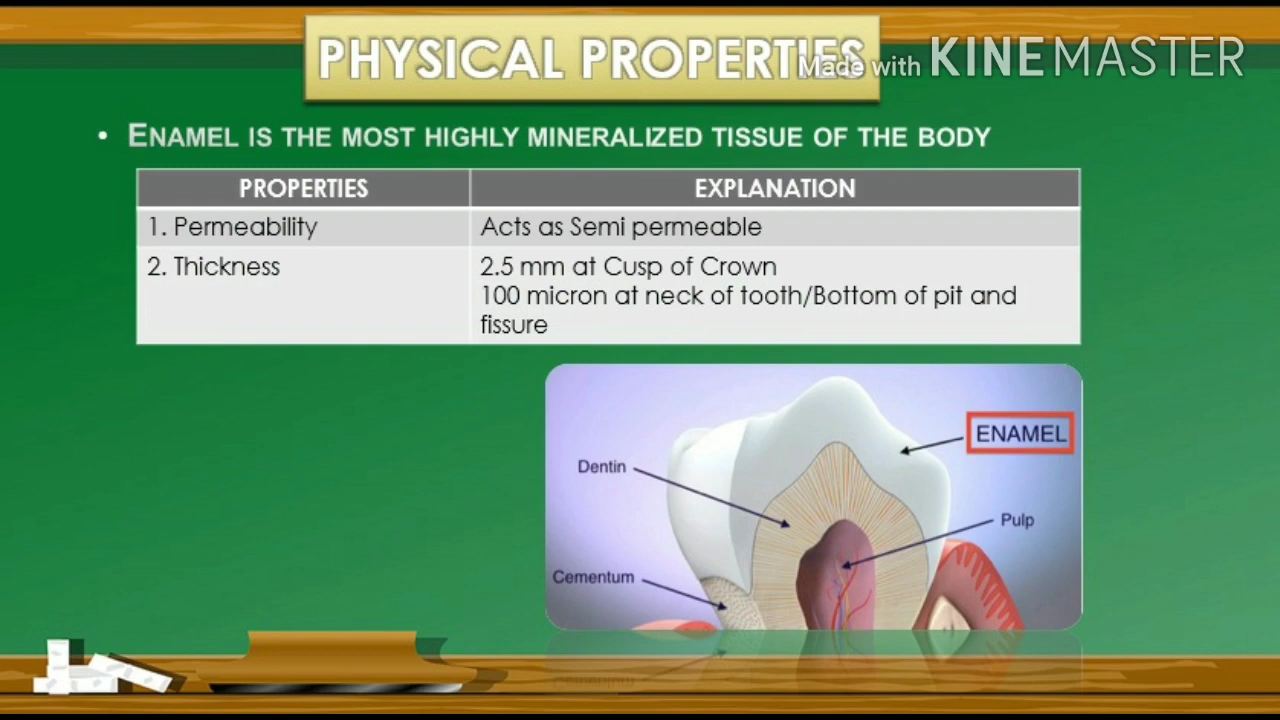 PHYSICAL PROPERTIES
Made with KINEMASTER
• ENAMEL IS THE MOST HIGHLY MINERALIZED TISSUE OF THE BODY
PROPERTIES EXPLANATION
1. Permeability Acts as Semi permeable
2. Thickness 2.5 mm at Cusp of Crown
100 micron at neck of tooth/Bottom of pit and
fissure
ENAMEL
Dentin
Pulp
Cementum